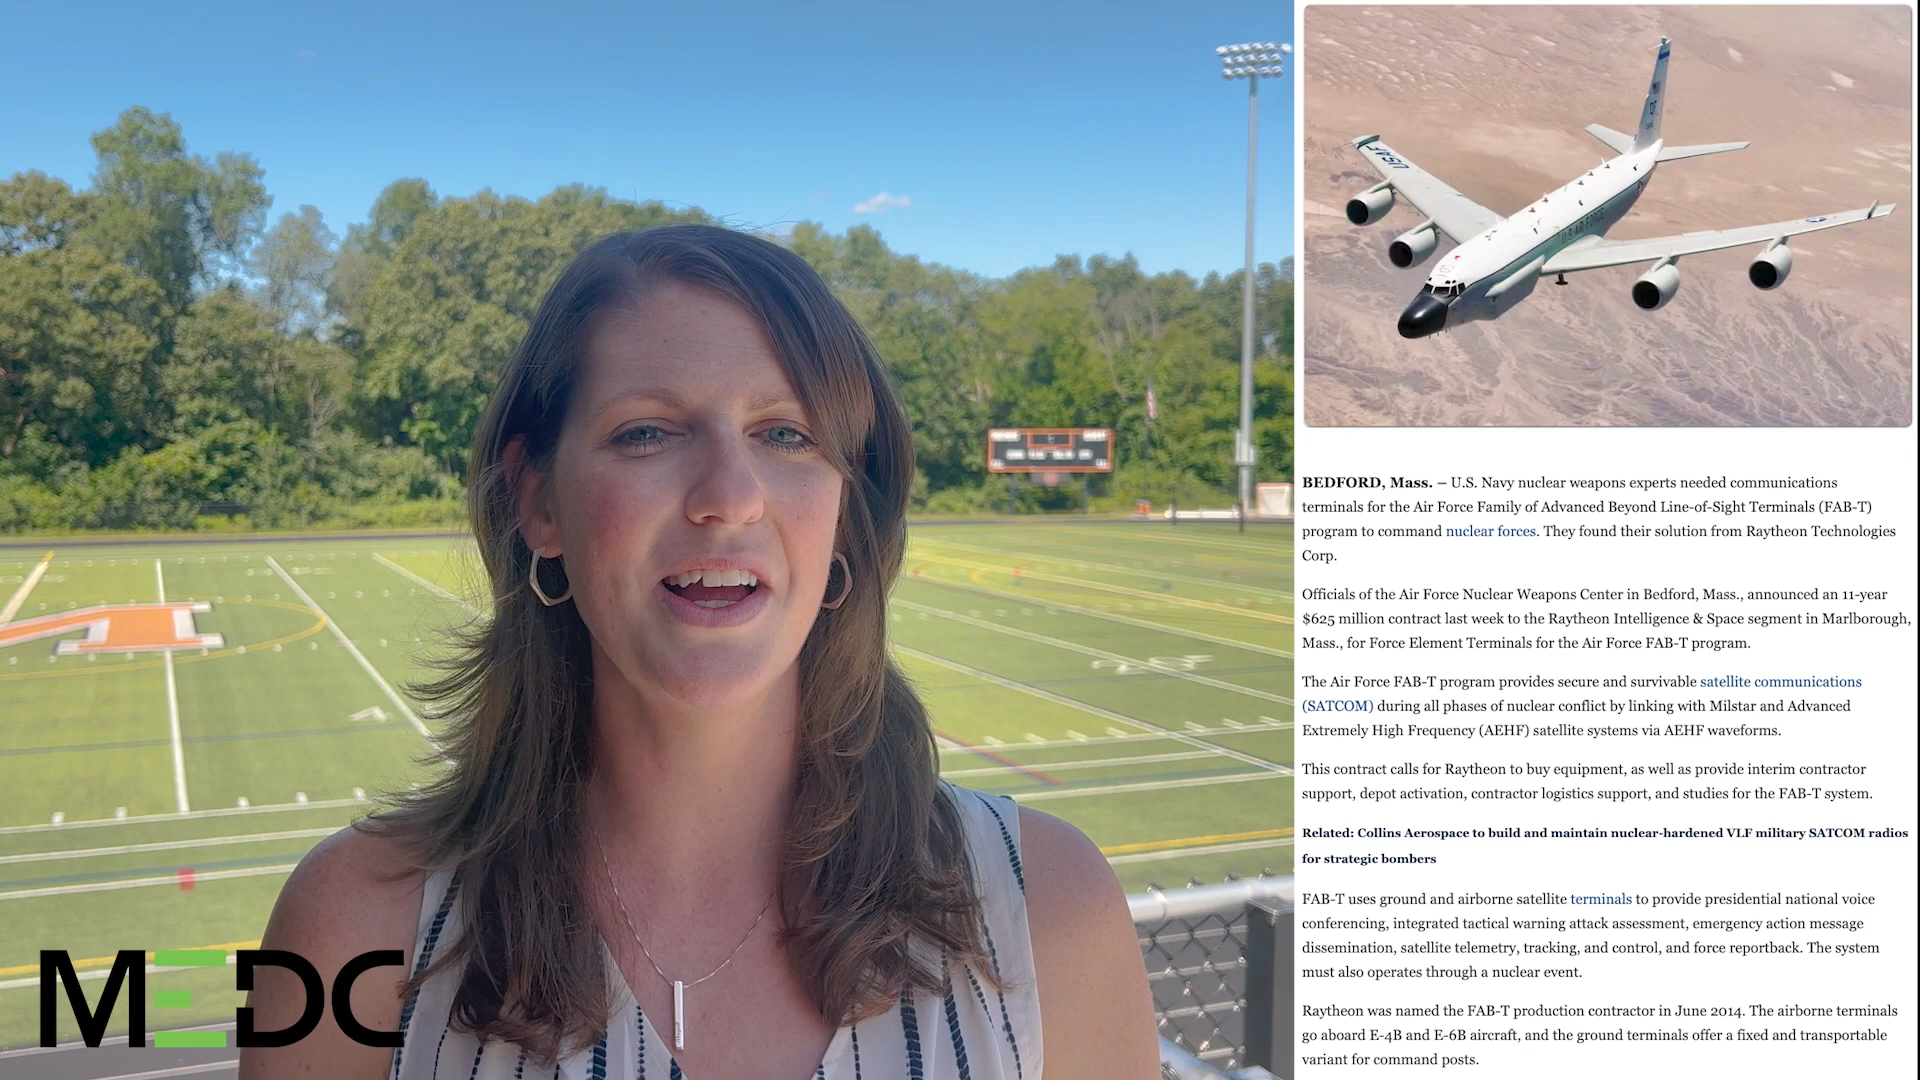 MEDC
USAF
U.S. AIR FORCE
OF
BEDFORD, Mass. – U.S. Navy nuclear weapons experts needed communications
terminals for the Air Force Family of Advanced Beyond Line-of-Sight Terminals (FAB-T)
program to command nuclear forces. They found their solution from Raytheon Technologies
Corp.
Officials of the Air Force Nuclear Weapons Center in Bedford, Mass., announced an 11-year
$625 million contract last week to the Raytheon Intelligence & Space segment in Marlborough,
Mass., for Force Element Terminals for the Air Force FAB-T program.
The Air Force FAB-T program provides secure and survivable satellite communications
(SATCOM) during all phases of nuclear conflict by linking with Milstar and Advanced
Extremely High Frequency (AEHF) satellite systems via AEHF waveforms.
This contract calls for Raytheon to buy equipment, as well as provide interim contractor
support, depot activation, contractor logistics support, and studies for the FAB-T system.
Related: Collins Aerospace to build and maintain nuclear-hardened VLF military SATCOM radios
for strategic bombers
FAB-T uses ground and airborne satellite terminals to provide presidential national voice
conferencing, integrated tactical warning attack assessment, emergency action message
dissemination, satellite telemetry, tracking, and control, and force reportback. The system
must also operates through a nuclear event.
Raytheon was named the FAB-T production contractor in June 2014. The airborne terminals
go aboard E-4B and E-6B aircraft, and the ground terminals offer a fixed and transportable
variant for command posts.